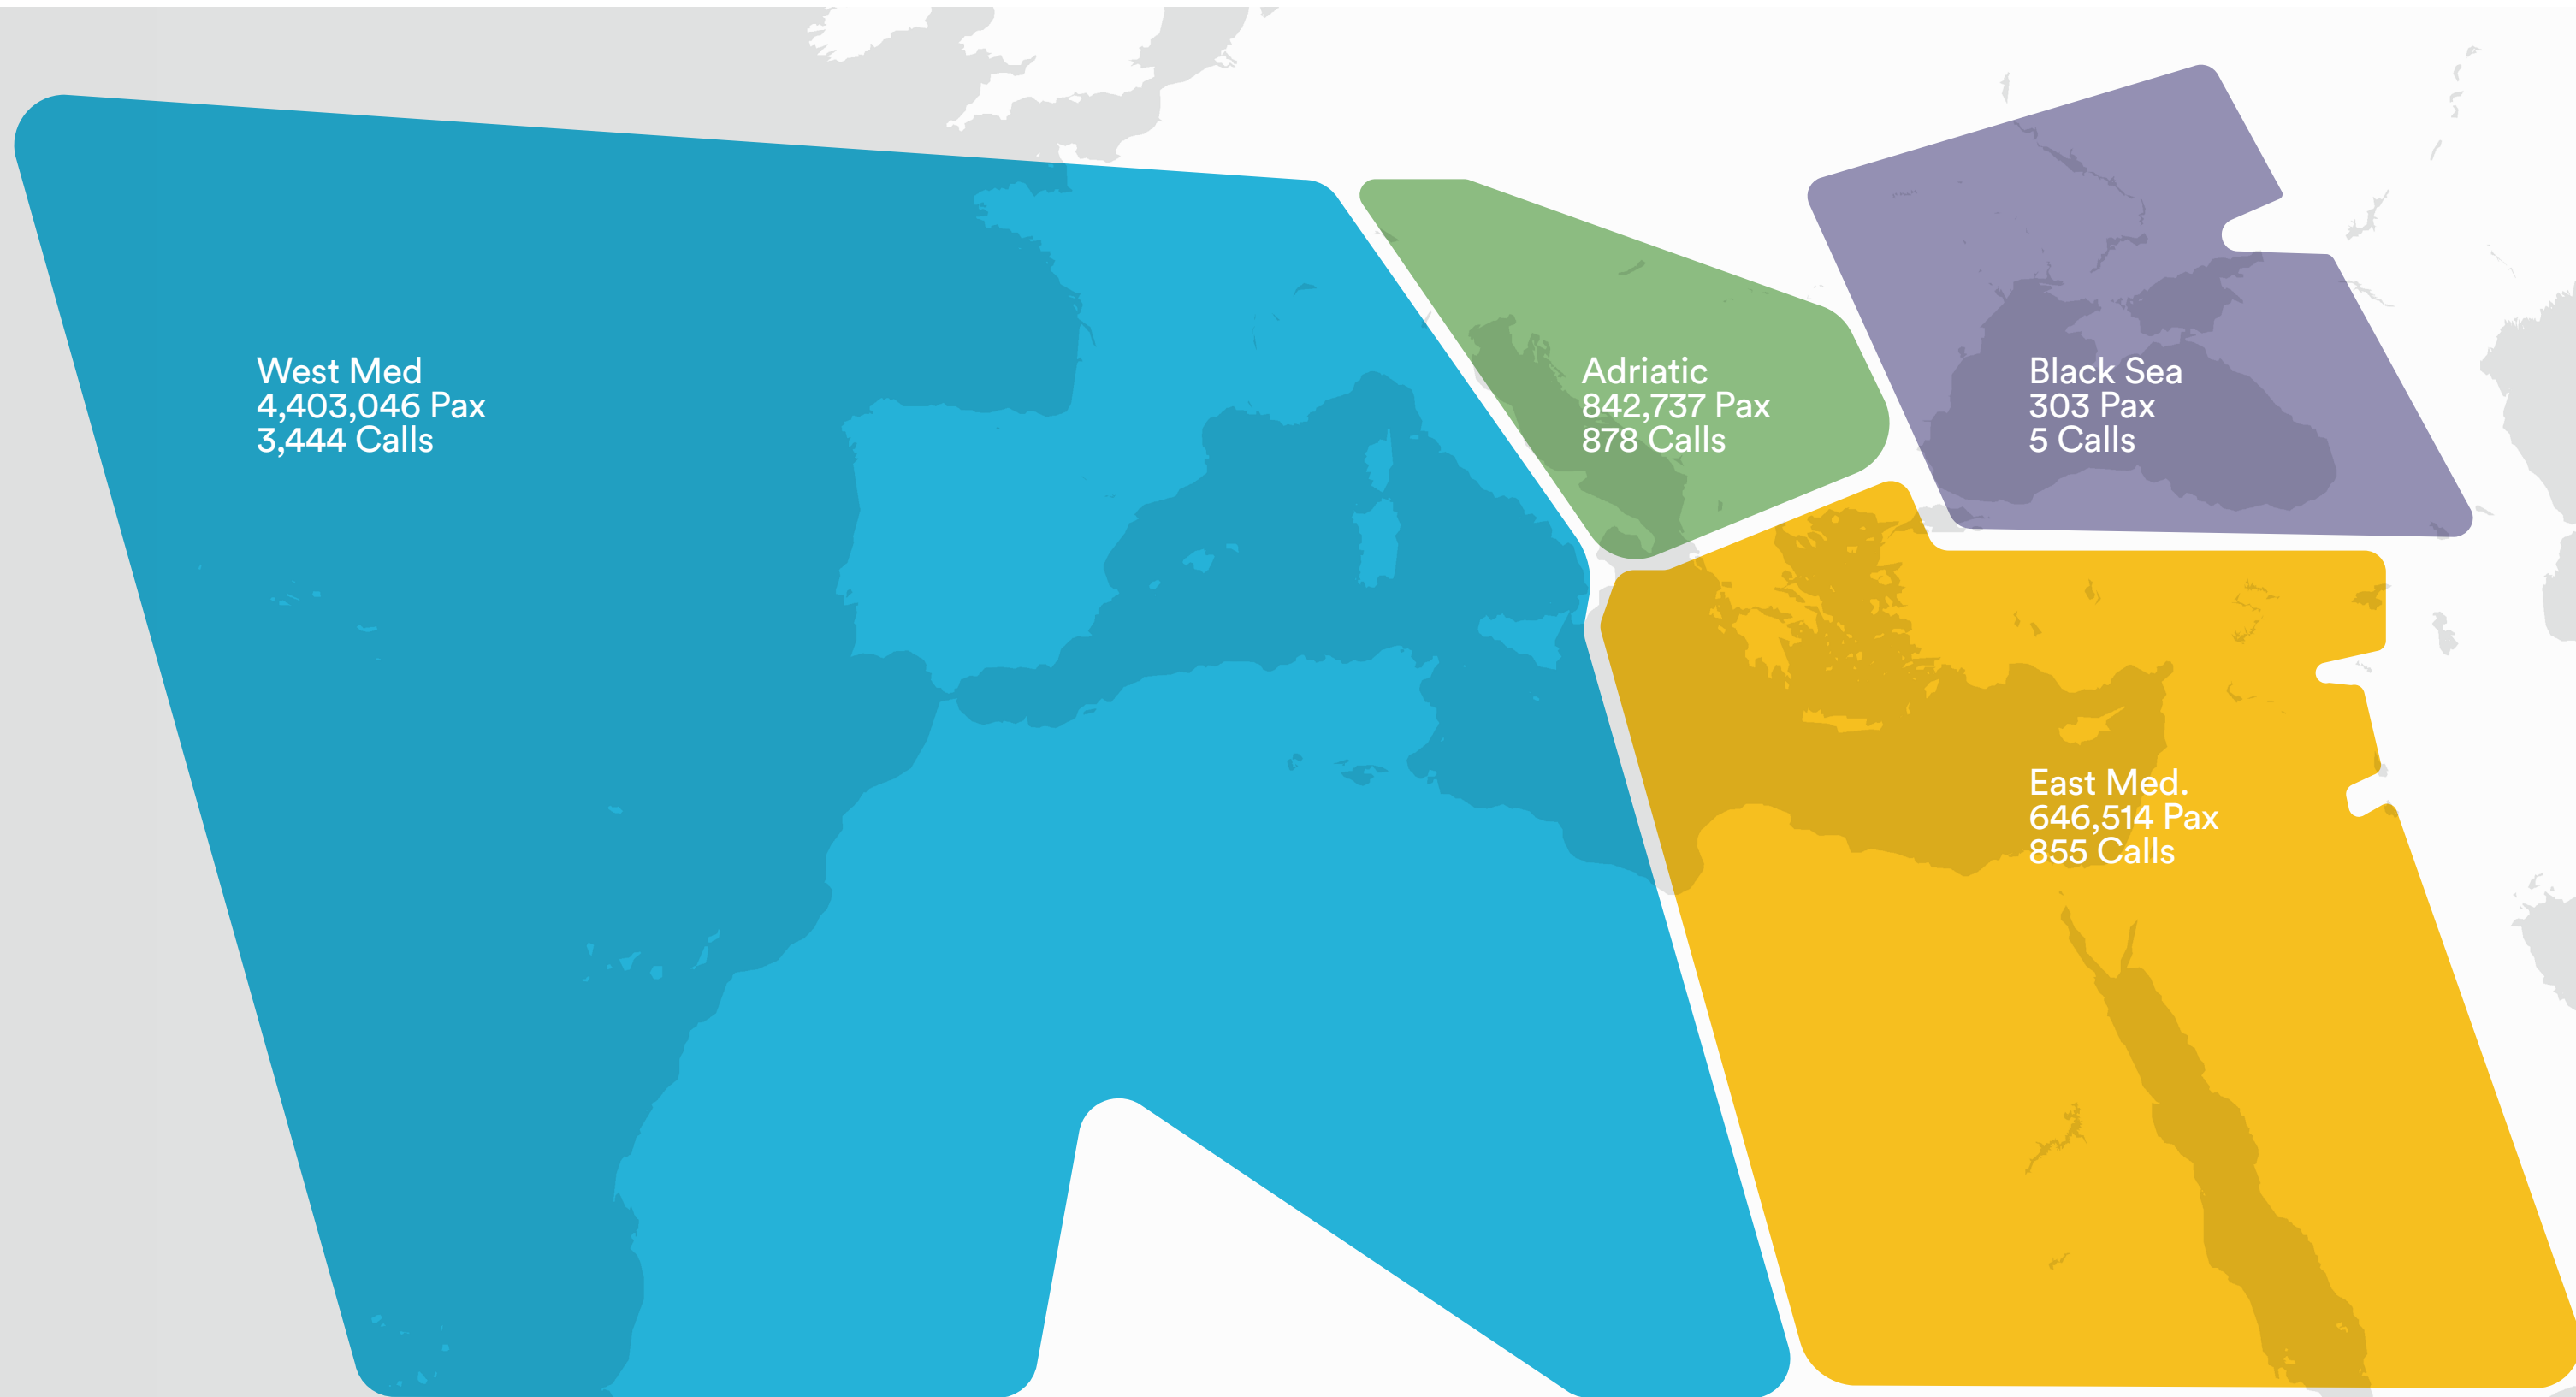 West Med
4,403,046 Pax
3,444 Calls
Adriatic
842,737 Pax
878 Calls
Black Sea
303 Pax
5 Calls
East Med.
646,514 Pax
855 Calls